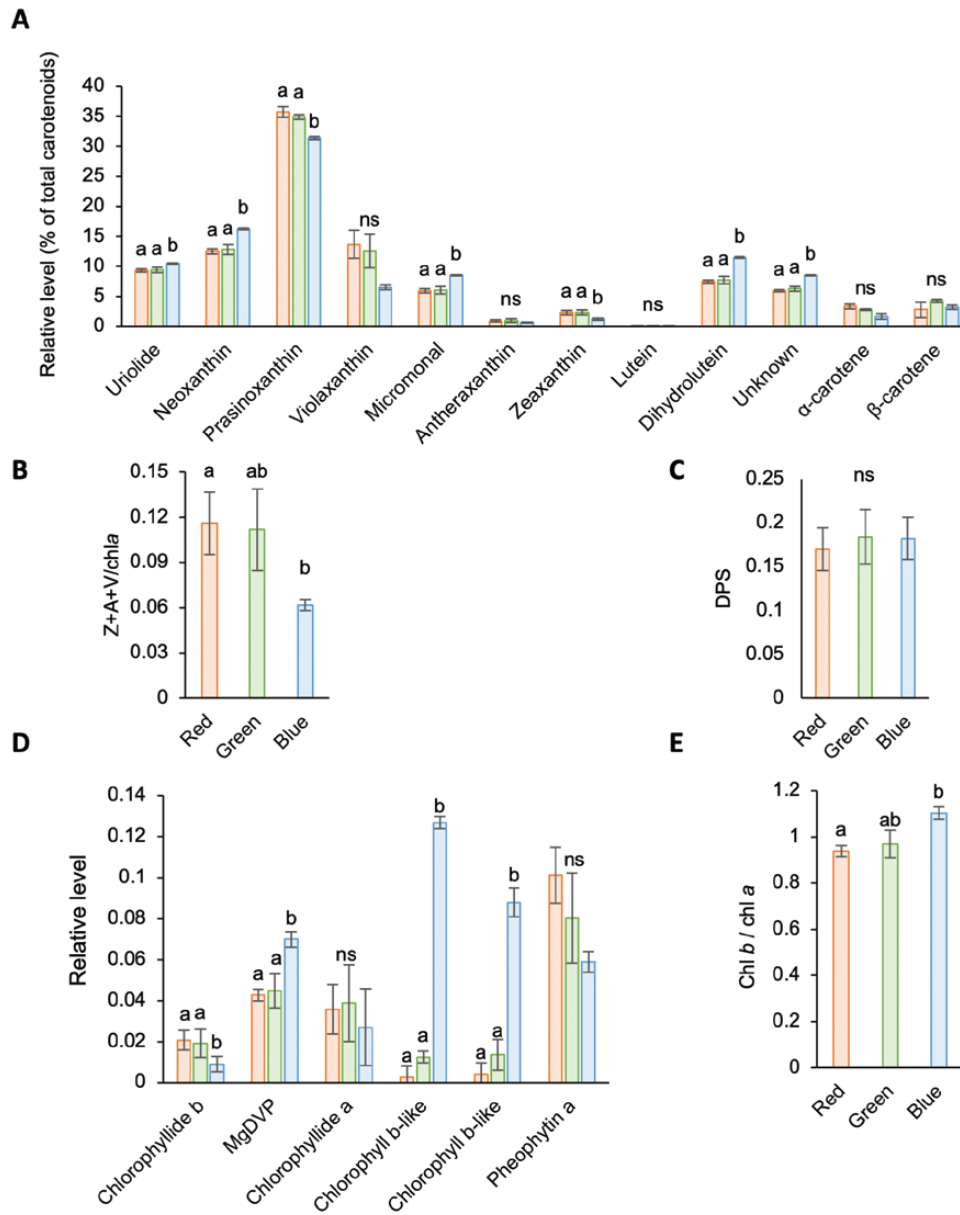 A
Relative level (% of total carotenoids)
40
35
30
25
20
15
10
5
0
a a b
a a b
a a b
ns
a a b
ns
a a b
ns
a a b
a a b
ns
ns
Uriolide
Neoxanthin
Prasinoxanthin
Violaxanthin
Micromonal
Antheraxanthin
Zeaxanthin
Lutein
Dihydrolutein
Unknown
α-carotene
β-carotene
B
Z+A+V/chla
0.15
0.12
0.09
0.06
0.03
0
a
ab
b
Red
Green
Blue
C
DPS
0.25
0.2
0.15
0.1
0.05
0
ns
Red
Green
Blue
D
Relative level
0.14
0.12
0.1
0.08
0.06
0.04
0.02
0
a a b
a a b
ns
a a b
a a b
ns
Chlorophyllide b
MgDVP
Chlorophyllide a
Chlorophyll b-like
Chlorophyll b-like
Pheophytin a
E
Chl b / chl a
1.2
1
0.8
0.6
0.4
0.2
0
a
ab
b
Red
Green
Blue